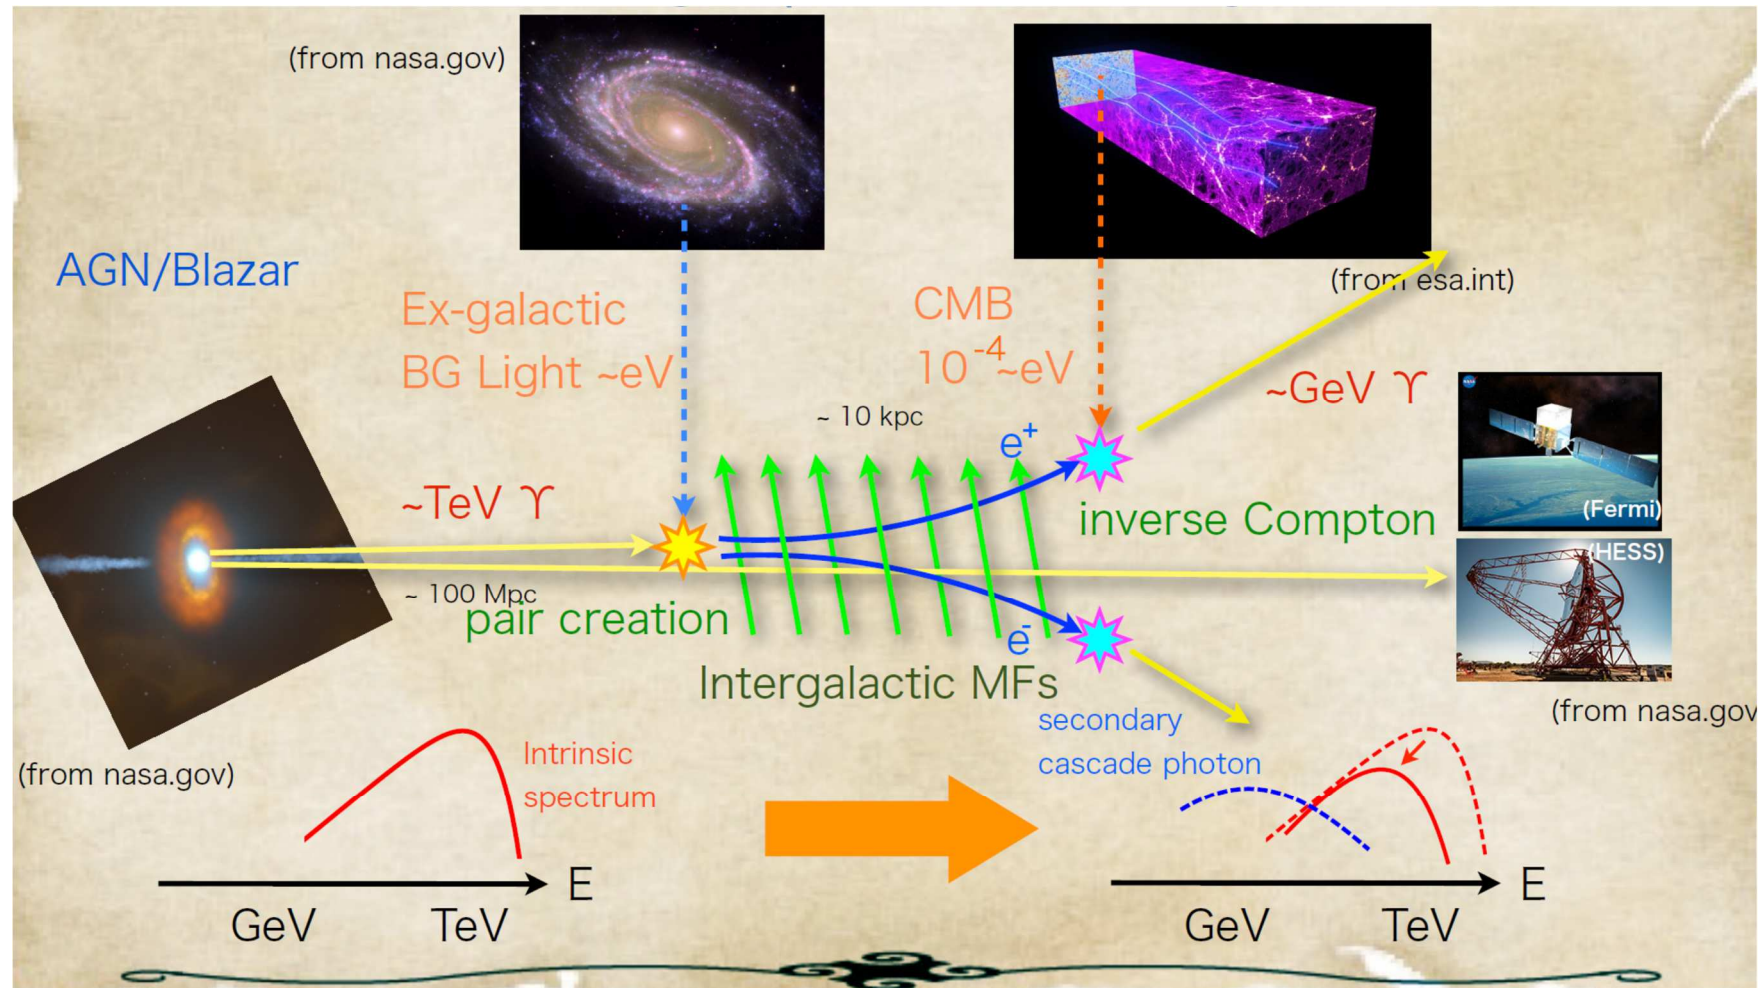 (from nasa.gov)
AGN/Blazar
Ex-galactic
BG Light ~eV
CMB
10⁻⁴~eV
(from esa.int)
~GeV ϒ
~ 10 kpc
e⁺
~TeV ϒ
inverse Compton
(Fermi)
(HESS)
~ 100 Mpc
pair creation
e⁻
Intergalactic MFs
(from nasa.gov
secondary
cascade photon
(from nasa.gov)
Intrinsic
spectrum
E
GeV
TeV
E
GeV
TeV